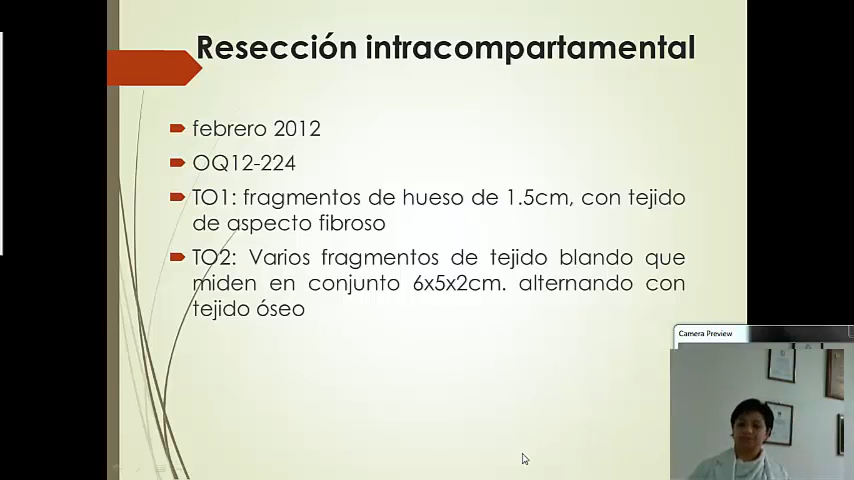 Resección intracompartamental
febrero 2012
OQ12-224
TO1: fragmentos de hueso de 1.5cm, con tejido
de aspecto fibroso
TO2: Varios fragmentos de tejido blando que
miden en conjunto 6x5x2cm. alternando con
tejido óseo
Camera Preview